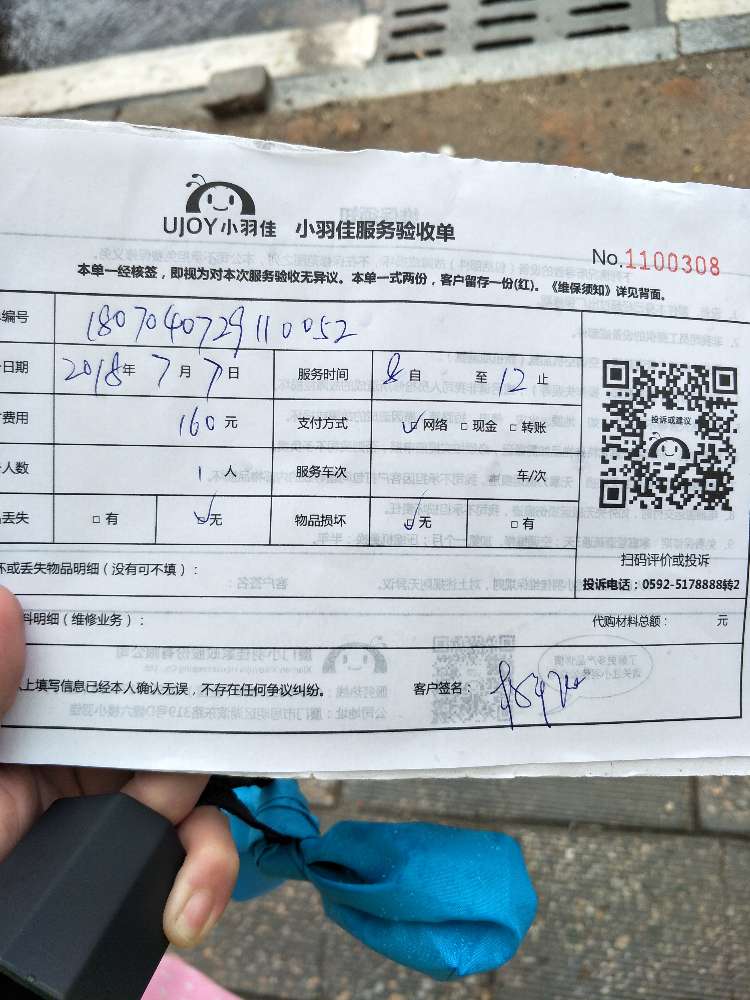 UJOY小羽佳 小羽佳服务验收单
No.1100308
本单一经核签，即视为对本次服务验收无异议。本单一式两份，客户留存一份(红)。《维保须知》详见背面。
编号 1807040729110052
日期 2018年 7月 7日 服务时间 8自 至12止
费用 160元 支付方式 ☑网络 □现金 □转账
人数 1人 服务车次 车/次
丢失 □有 ☑无 物品损坏 ☑无 □有
投诉或建议
扫码评价或投诉
投诉电话：0592-5178888转2
坏或丢失物品明细（没有可不填）：
料明细（维修业务）： 代购材料总额： 元
上填写信息已经本人确认无误，不存在任何争议纠纷。 客户签名：